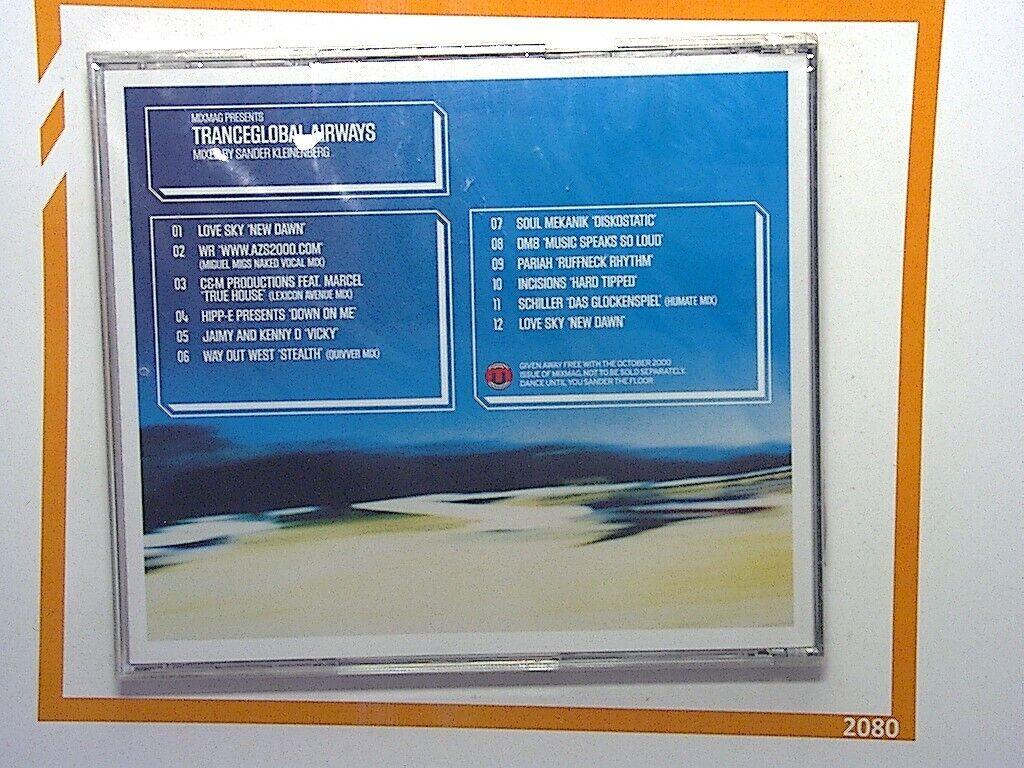 MIXMAG PRESENTS
TRANCEGLOBAL AIRWAYS
MIXED BY SANDER KLEINENBERG
01 LOVE SKY 'NEW DAWN'
02 WR 'WWW.AZS2000.COM'
(MIGUEL MIGS NAKED VOCAL MIX)
03 C&M PRODUCTIONS FEAT. MARCEL
'TRUE HOUSE' (LEXICON AVENUE MIX)
04 HIPP-E PRESENTS 'DOWN ON ME'
05 JAIMY AND KENNY D 'VICKY'
06 WAY OUT WEST 'STEALTH' (QUIVVER MIX)
07 SOUL MEKANIK 'DISKOSTATIC'
08 DM8 'MUSIC SPEAKS SO LOUD'
09 PARIAH 'RUFFNECK RHYTHM'
10 INCISIONS 'HARD TIPPED'
11 SCHILLER 'DAS GLOCKENSPIEL' (HUMATE MIX)
12 LOVE SKY 'NEW DAWN'
GIVEN AWAY FREE WITH THE OCTOBER 2000
ISSUE OF MIXMAG. NOT TO BE SOLD SEPARATELY.
DANCE UNTIL YOU SANDER THE FLOOR
2080